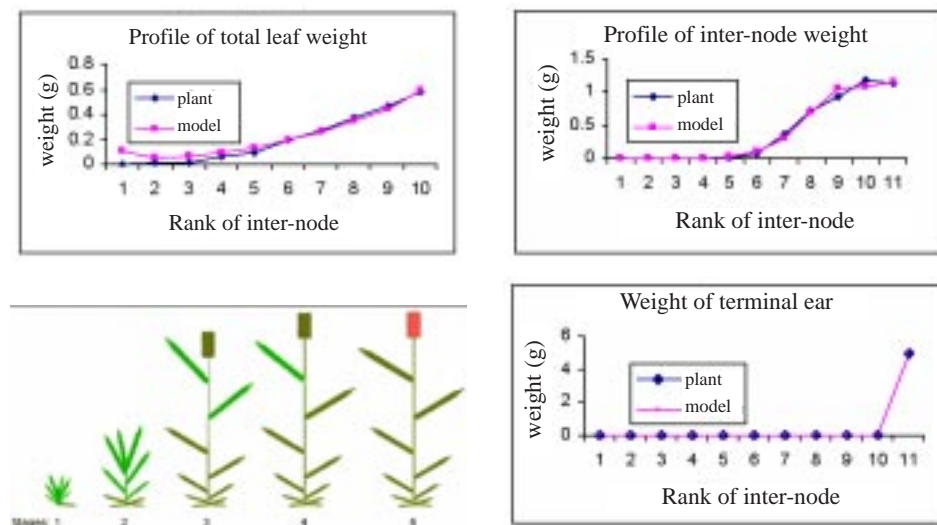 Profile of total leaf weight
weight (g)
0.8
0.6
0.4
0.2
0
plant
model
1 2 3 4 5 6 7 8 9 10
Rank of inter-node
Profile of inter-node weight
weight (g)
1.5
1
0.5
0
plant
model
1 2 3 4 5 6 7 8 9 10 11
Rank of inter-node
Stages: 1 2 3 4
Weight of terminal ear
weight (g)
6
4
2
0
plant
model
1 2 3 4 5 6 7 8 9 10 11
Rank of inter-node